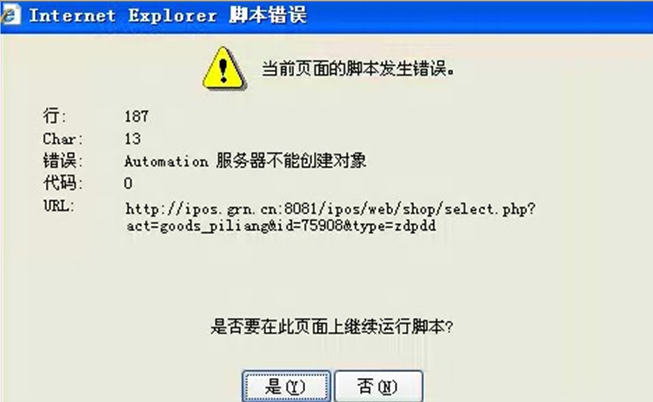 Internet Explorer 脚本错误
当前页面的脚本发生错误。
行: 187
Char: 13
错误: Automation 服务器不能创建对象
代码: 0
URL: http://ipos.grn.cn:8081/ipos/web/shop/select.php?
act=goods_piliang&id=75908&type=zdpdd
是否要在此页面上继续运行脚本?
是(Y) 否(N)